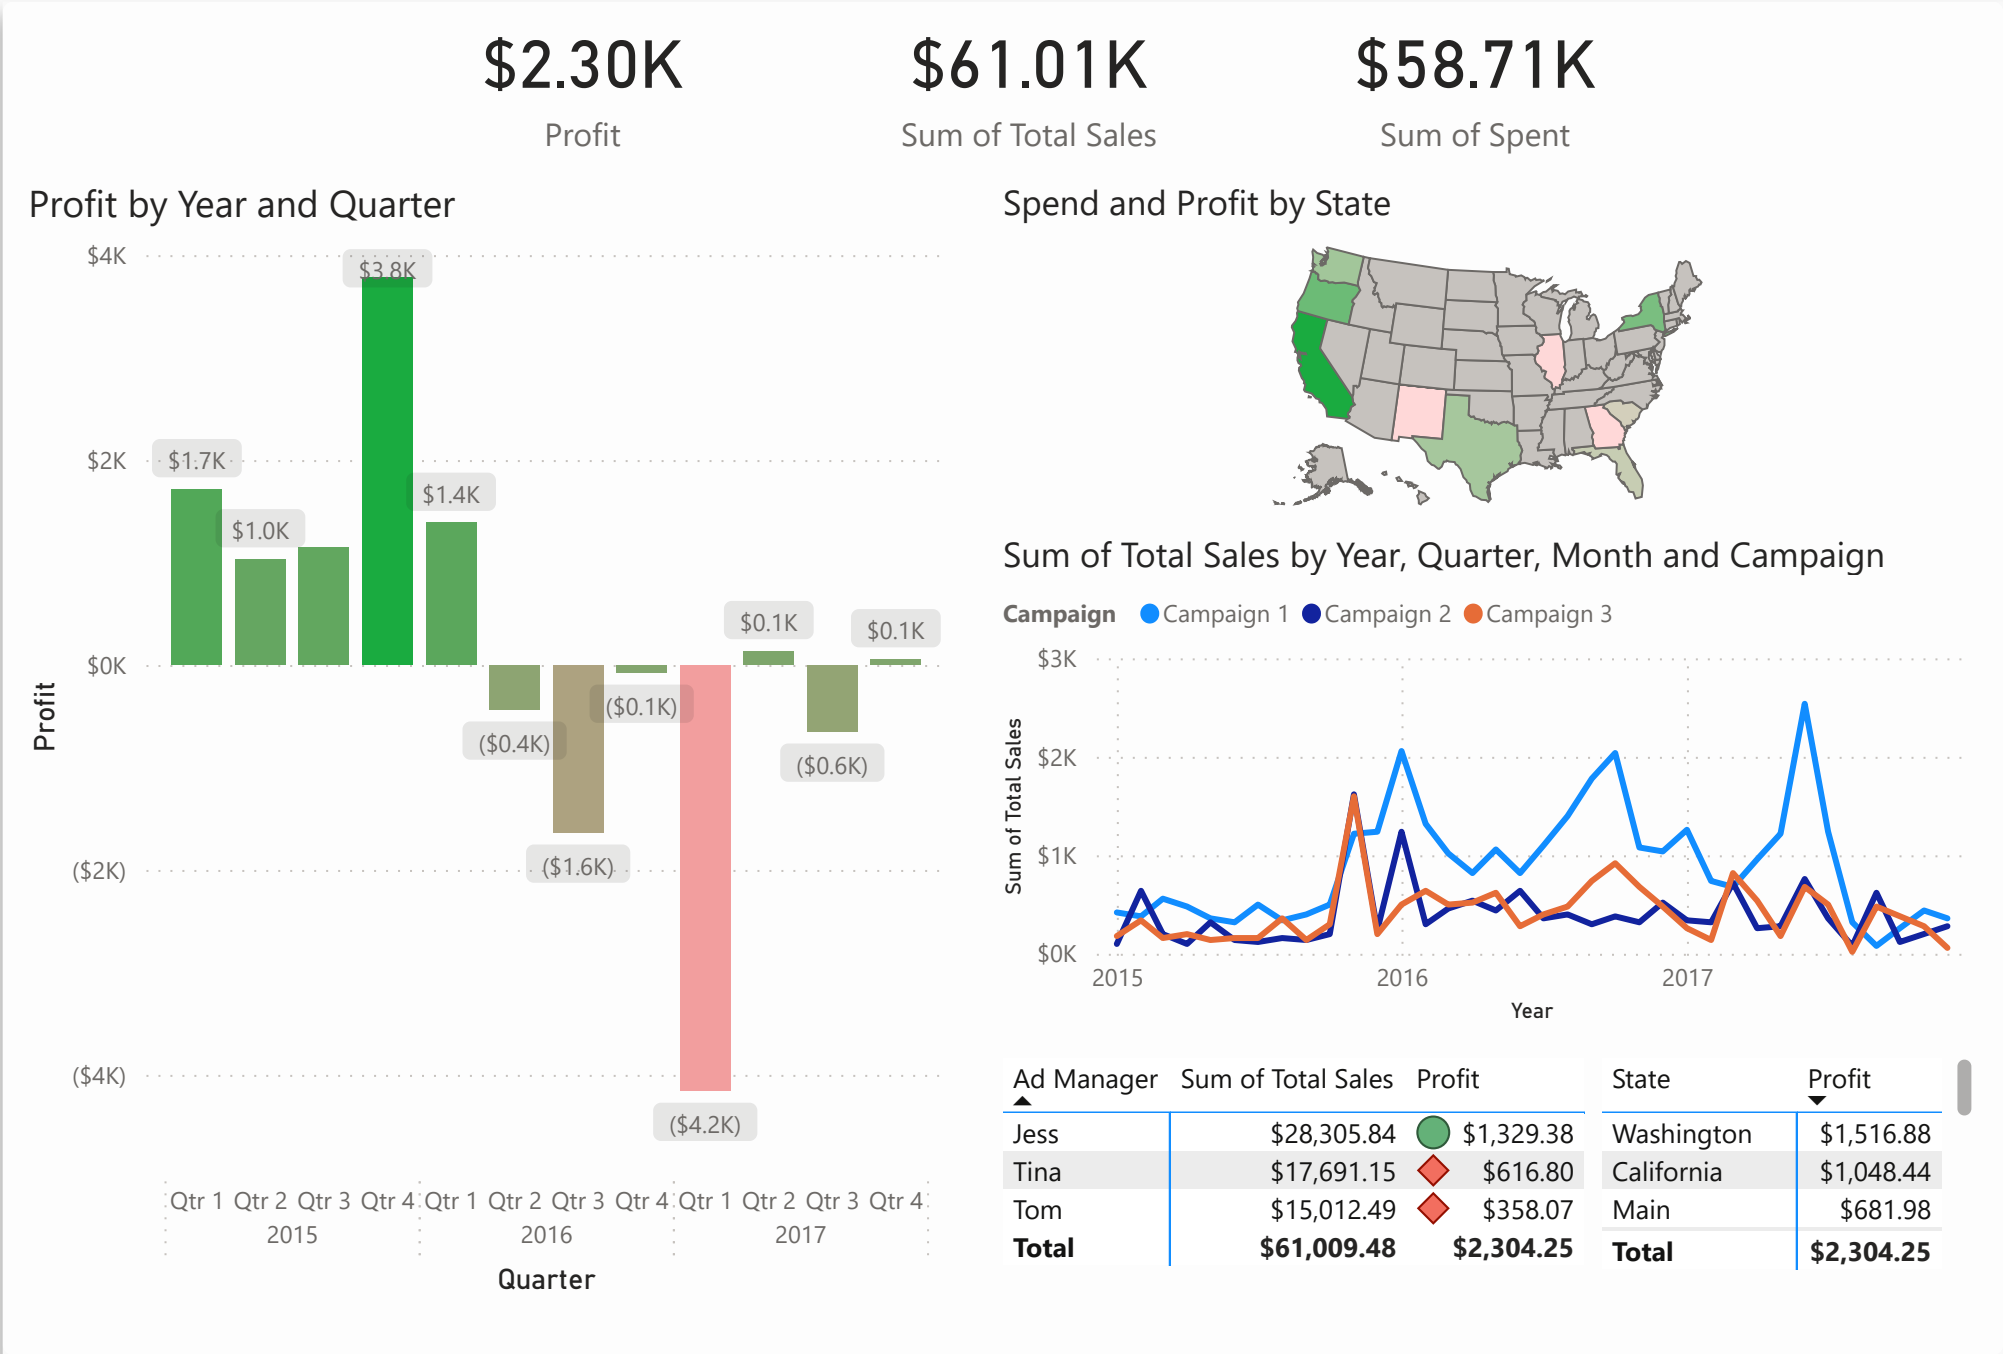 $2.30K
Profit
$61.01K
Sum of Total Sales
$58.71K
Sum of Spent
Profit by Year and Quarter
$4K
$2K
$0K
($2K)
($4K)
Profit
$1.7K
$1.0K
$3.8K
$1.4K
($0.4K)
($1.6K)
($0.1K)
($4.2K)
$0.1K
($0.6K)
$0.1K
Qtr 1 Qtr 2 Qtr 3 Qtr 4 Qtr 1 Qtr 2 Qtr 3 Qtr 4 Qtr 1 Qtr 2 Qtr 3 Qtr 4
2015 2016 2017
Quarter
Spend and Profit by State
Sum of Total Sales by Year, Quarter, Month and Campaign
Campaign Campaign 1 Campaign 2 Campaign 3
$3K
$2K
$1K
$0K
Sum of Total Sales
2015 2016 2017
Year
Ad Manager Sum of Total Sales Profit
Jess $28,305.84 $1,329.38
Tina $17,691.15 $616.80
Tom $15,012.49 $358.07
Total $61,009.48 $2,304.25
State Profit
Washington $1,516.88
California $1,048.44
Main $681.98
Total $2,304.25